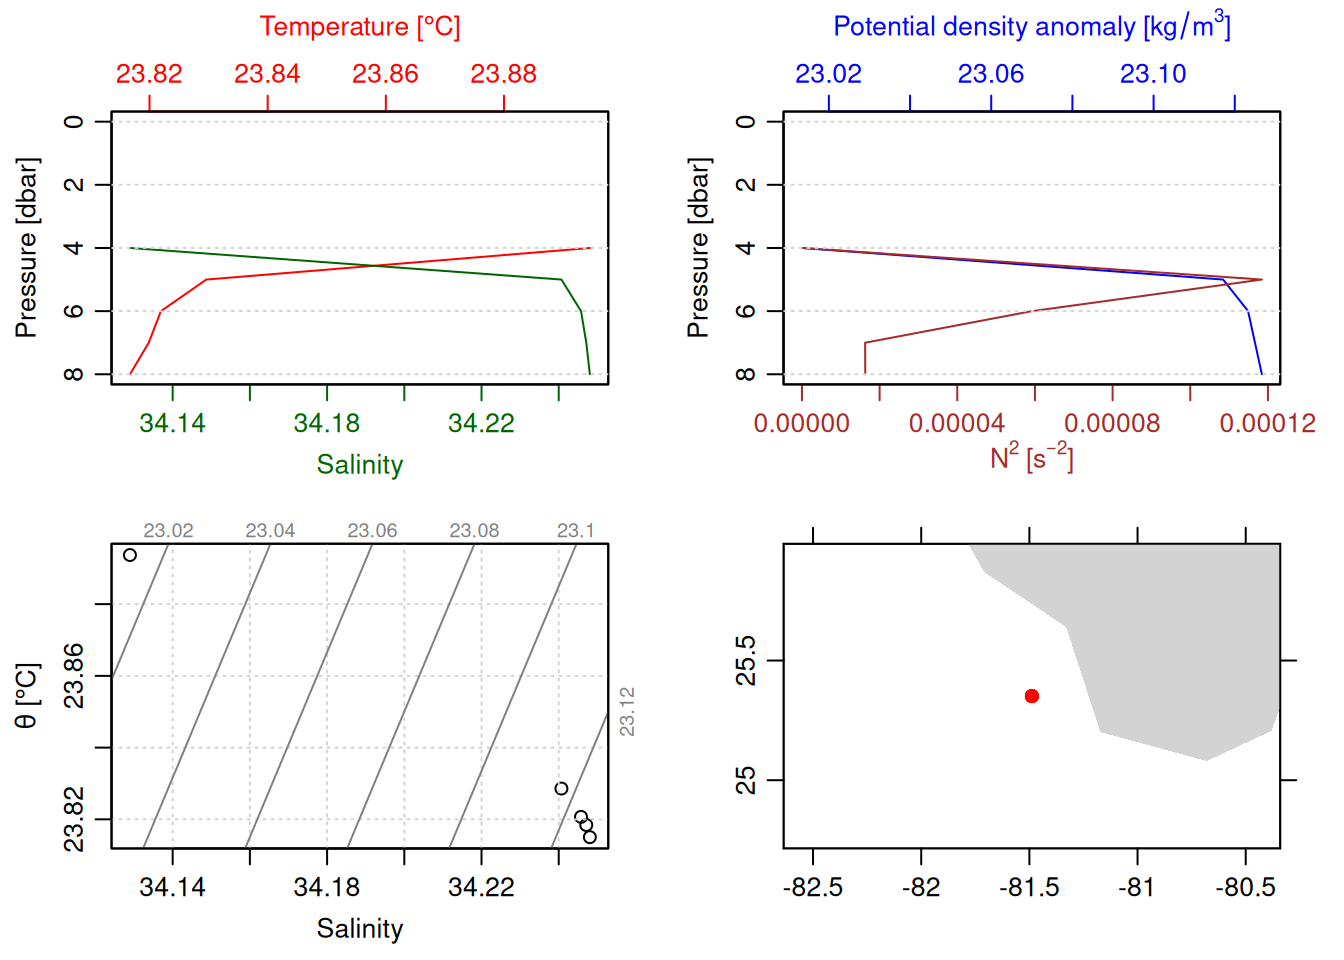 Temperature [°C]
23.82 23.84 23.86 23.88
0
2
4
6
8
Pressure [dbar]
34.14 34.18 34.22
Salinity
Potential density anomaly [kg/m³]
23.02 23.06 23.10
0
2
4
6
8
Pressure [dbar]
0.00000 0.00004 0.00008 0.00012
N² [s⁻²]
23.02 23.04 23.06 23.08 23.1
23.12
23.86
23.82
θ [°C]
34.14 34.18 34.22
Salinity
25.5
25
-82.5 -82 -81.5 -81 -80.5